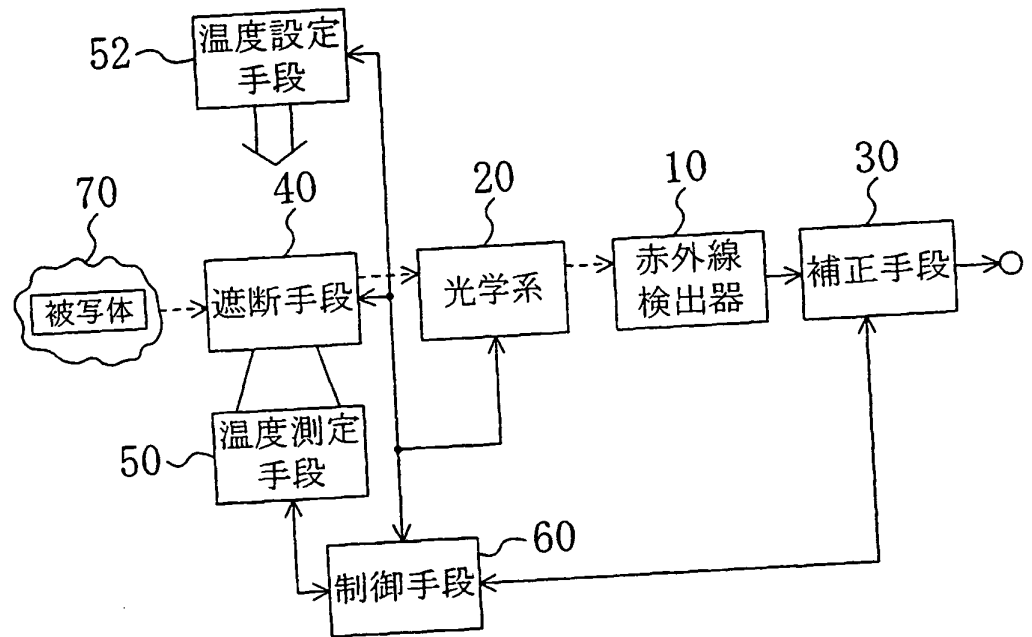 52
温度設定
手段
70
40
20
10
30
被写体
遮断手段
光学系
赤外線
検出器
補正手段
50
温度測定
手段
60
制御手段